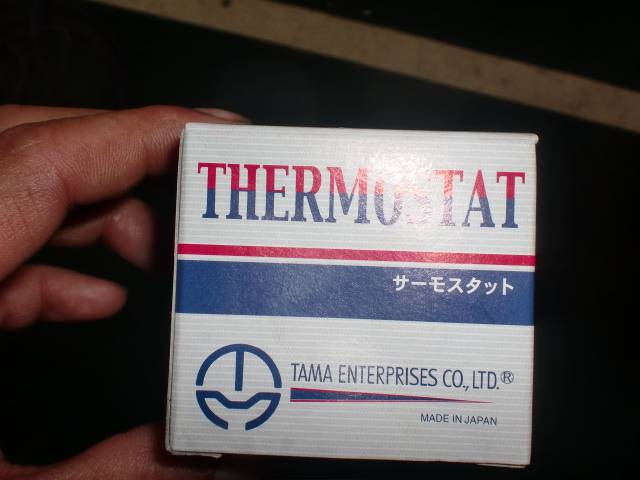 THERMOSTAT
サーモスタット
TAMA ENTERPRISES CO., LTD.®
MADE IN JAPAN